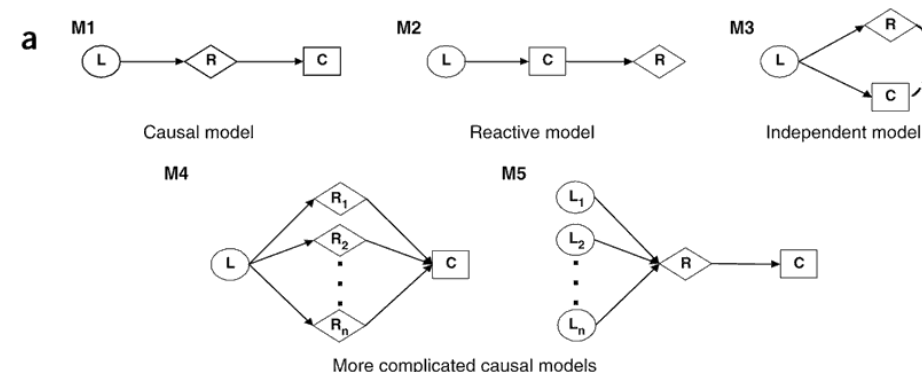 a
M1
L R C
Causal model
M2
L C R
Reactive model
M3
L
R
C
Independent model
M4
L
R1
R2
Rn
C
M5
L1
L2
Ln
R
C
More complicated causal models